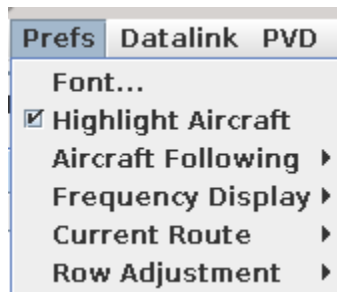 Prefs Datalink PVD
Font...
Highlight Aircraft
Aircraft Following
Frequency Display
Current Route
Row Adjustment